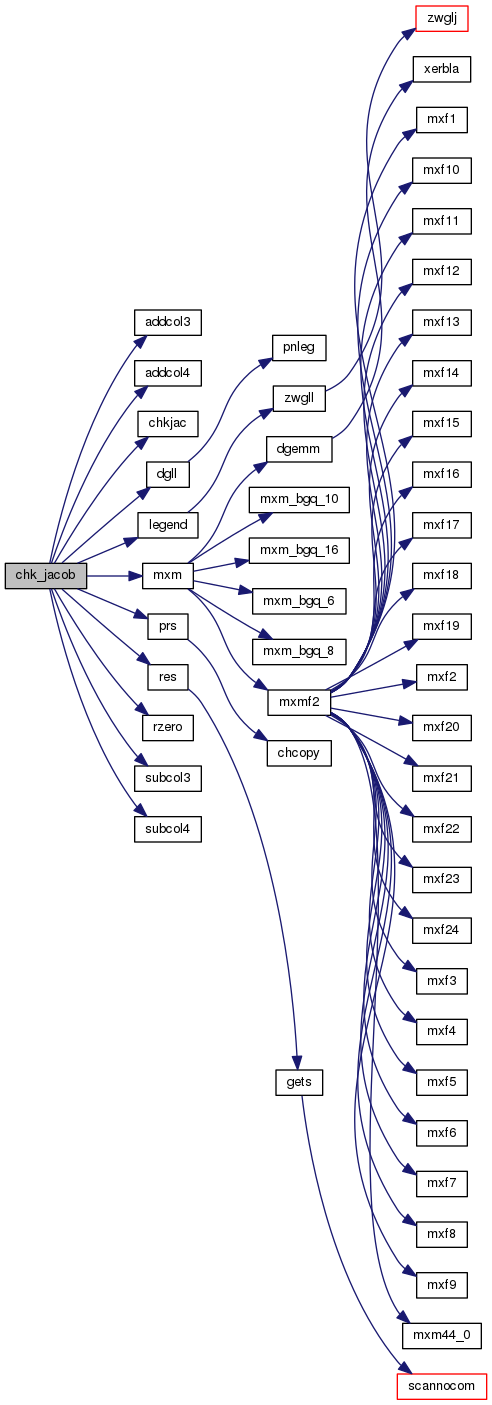 chk_jacob
addcol3
addcol4
chkjac
dgll
legend
mxm
prs
res
rzero
subcol3
subcol4
pnleg
zwgll
dgemm
mxm_bgq_10
mxm_bgq_16
mxm_bgq_6
mxm_bgq_8
mxmf2
chcopy
gets
zwglj
xerbla
mxf1
mxf10
mxf11
mxf12
mxf13
mxf14
mxf15
mxf16
mxf17
mxf18
mxf19
mxf2
mxf20
mxf21
mxf22
mxf23
mxf24
mxf3
mxf4
mxf5
mxf6
mxf7
mxf8
mxf9
mxm44_0
scannocom